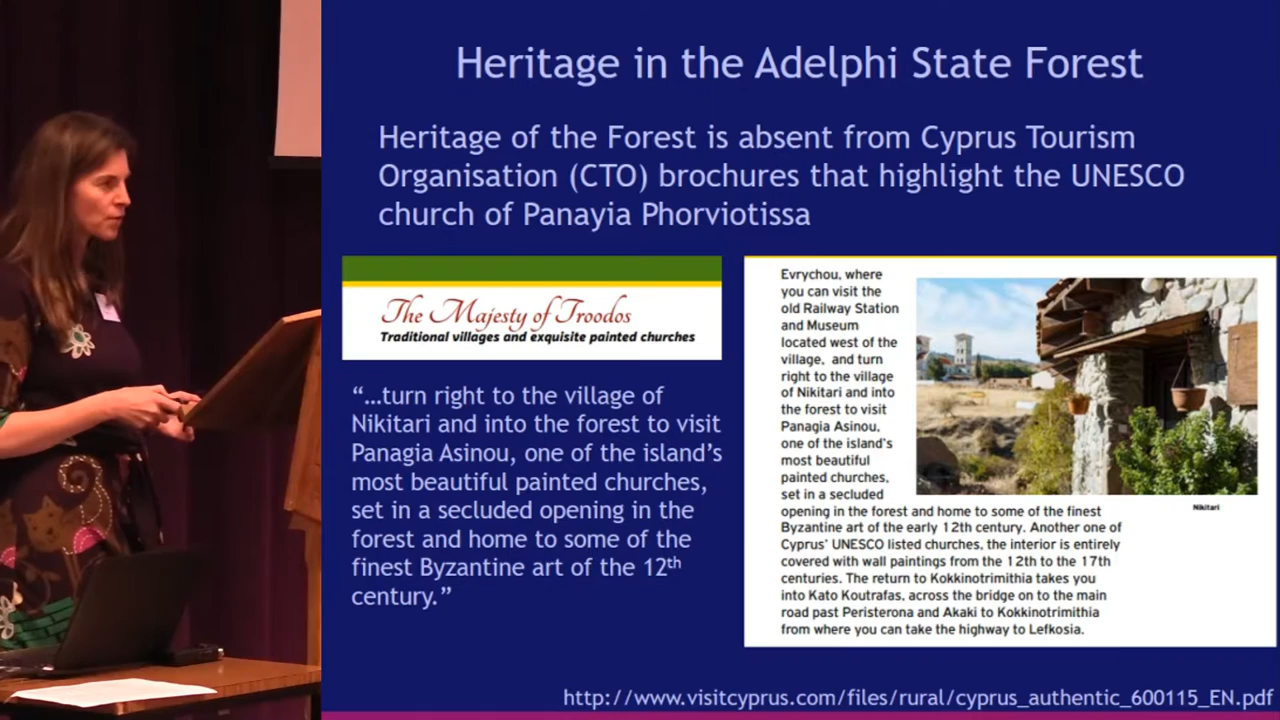 Heritage in the Adelphi State Forest
Heritage of the Forest is absent from Cyprus Tourism
Organisation (CTO) brochures that highlight the UNESCO
church of Panayia Phorviotissa
The Majesty of Troodos
Traditional villages and exquisite painted churches
“…turn right to the village of
Nikitari and into the forest to visit
Panagia Asinou, one of the island’s
most beautiful painted churches,
set in a secluded opening in the
forest and home to some of the
finest Byzantine art of the 12th
century.”
Evrychou, where
you can visit the
old Railway Station
and Museum
located west of the
village, and turn
right to the village
of Nikitari and into
the forest to visit
Panagia Asinou,
one of the island’s
most beautiful
painted churches,
set in a secluded
opening in the forest and home to some of the finest
Byzantine art of the early 12th century. Another one of
Cyprus’ UNESCO listed churches, the interior is entirely
covered with wall paintings from the 12th to the 17th
centuries. The return to Kokkinotrimithia takes you
into Kato Koutrafas, across the bridge on to the main
road past Peristerona and Akaki to Kokkinotrimithia
from where you can take the highway to Lefkosia.
Nikitari
http://www.visitcyprus.com/files/rural/cyprus_authentic_600115_EN.pdf